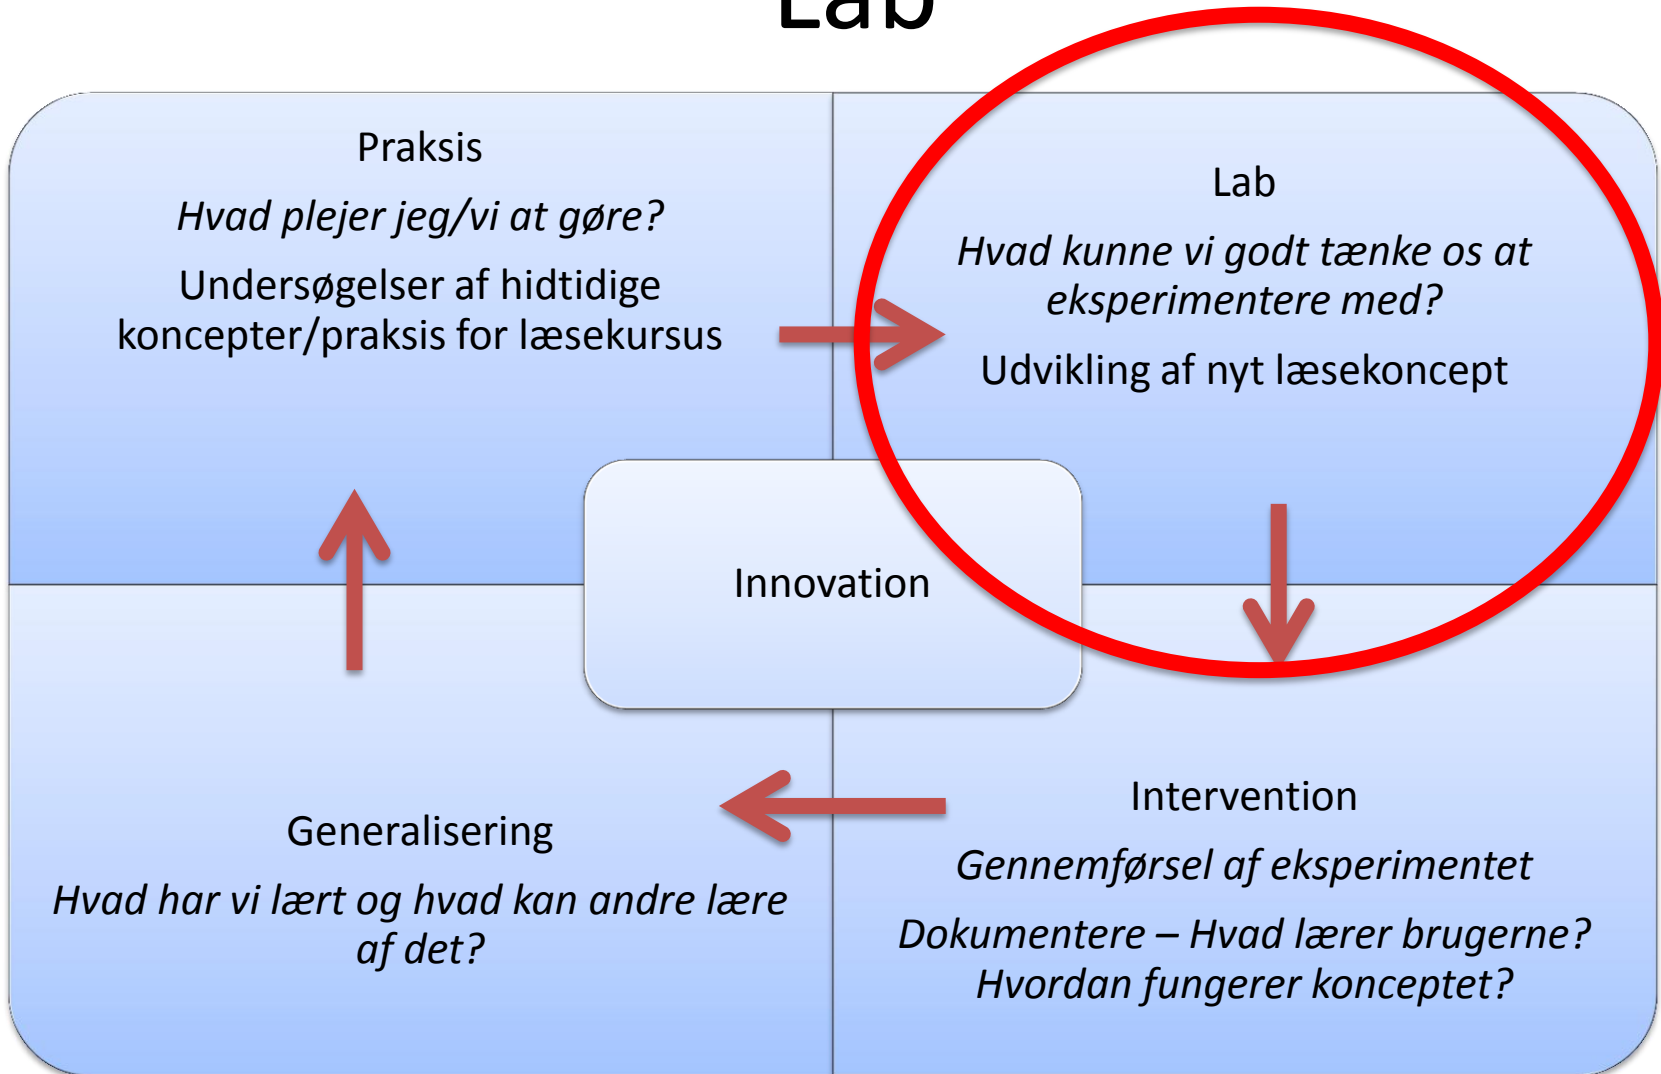 Lab
Praksis
Hvad plejer jeg/vi at gøre?
Undersøgelser af hidtidige
koncepter/praksis for læsekursus
Lab
Hvad kunne vi godt tænke os at
eksperimentere med?
Udvikling af nyt læsekoncept
Innovation
Generalisering
Hvad har vi lært og hvad kan andre lære
af det?
Intervention
Gennemførsel af eksperimentet
Dokumentere – Hvad lærer brugerne?
Hvordan fungerer konceptet?